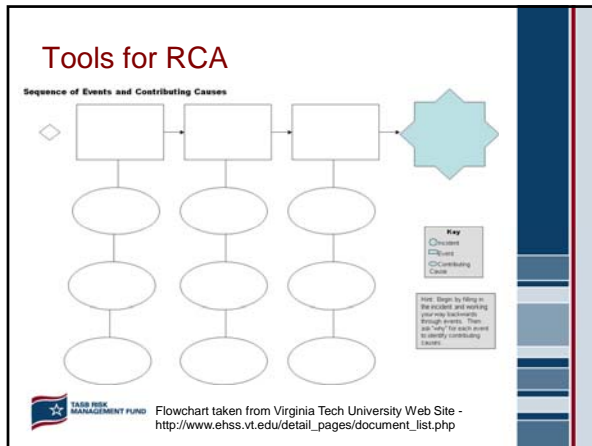 Tools for RCA
Sequence of Events and Contributing Causes
Key
Incident
Event
Contributing
Cause
Hint: Begin by filling in
the incident and working
your way backwards
through events. Then
ask "why" for each event
to identify contributing
causes.
TASB RISK
MANAGEMENT FUND
Flowchart taken from Virginia Tech University Web Site -
http://www.ehss.vt.edu/detail_pages/document_list.php